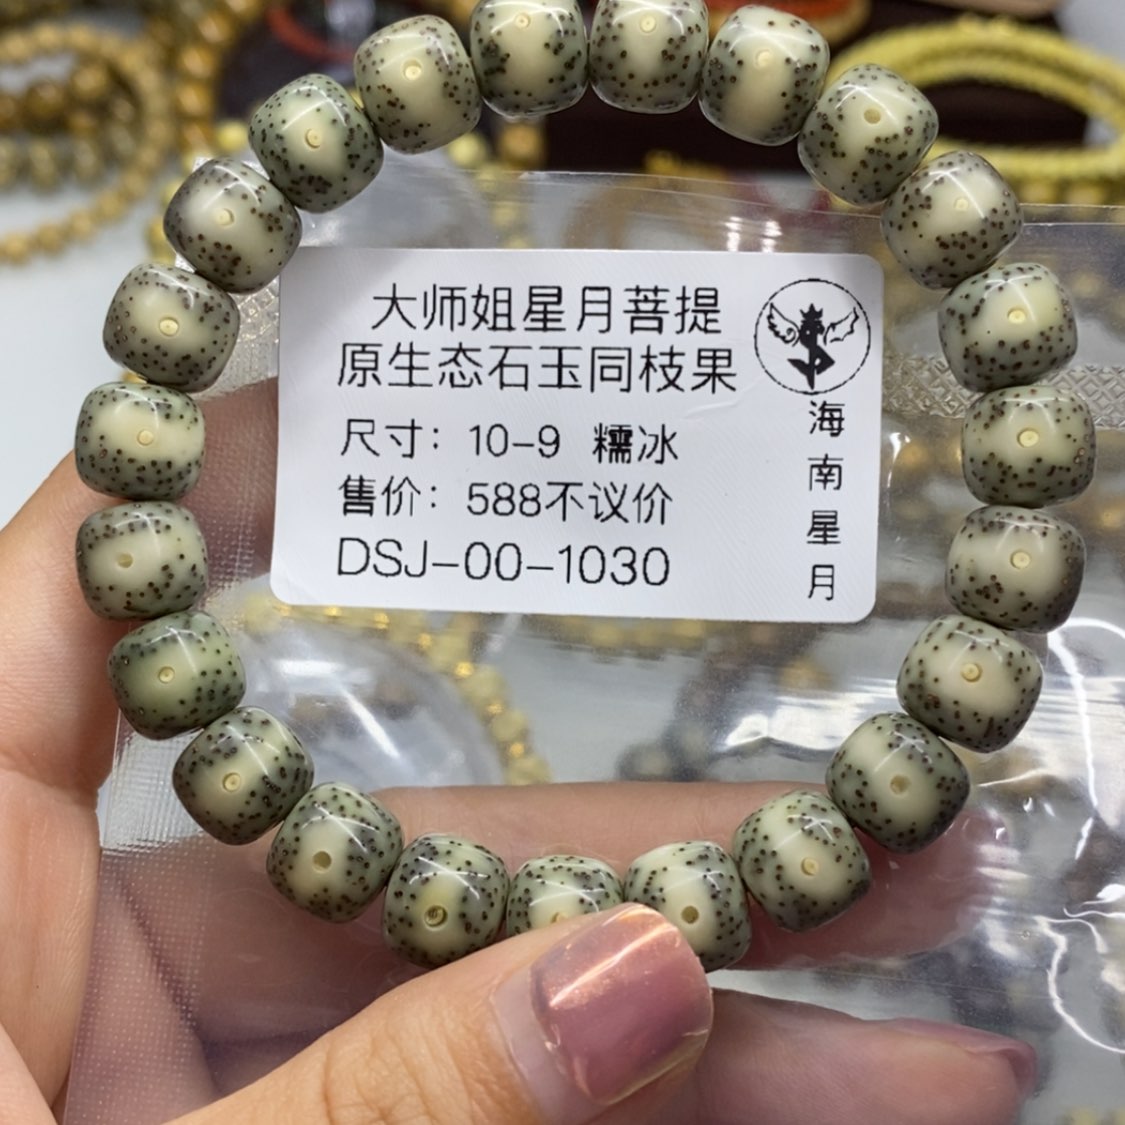 大师姐星月菩提
原生态石玉同枝果
尺寸：10-9 糯冰
售价：588不议价
DSJ-00-1030
海南星月